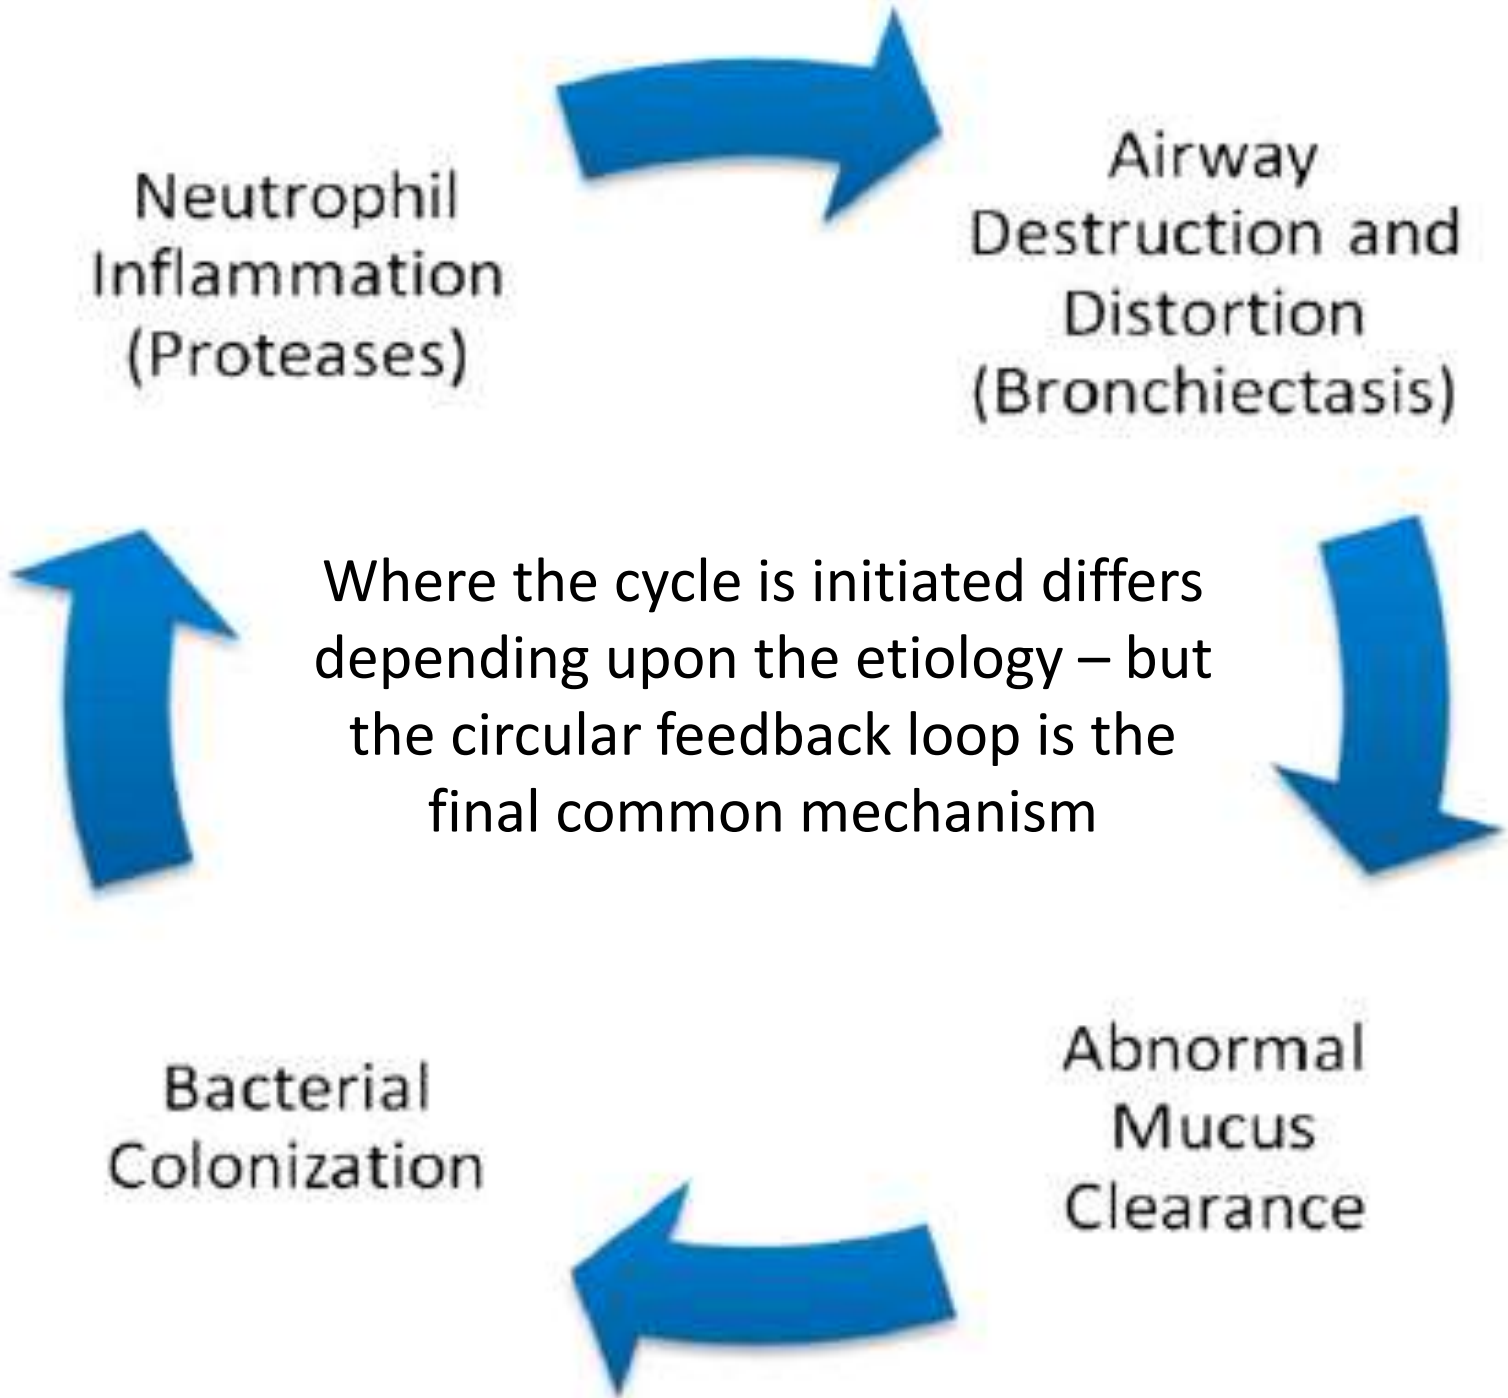 Neutrophil
Inflammation
(Proteases)
Airway
Destruction and
Distortion
(Bronchiectasis)
Where the cycle is initiated differs
depending upon the etiology – but
the circular feedback loop is the
final common mechanism
Bacterial
Colonization
Abnormal
Mucus
Clearance